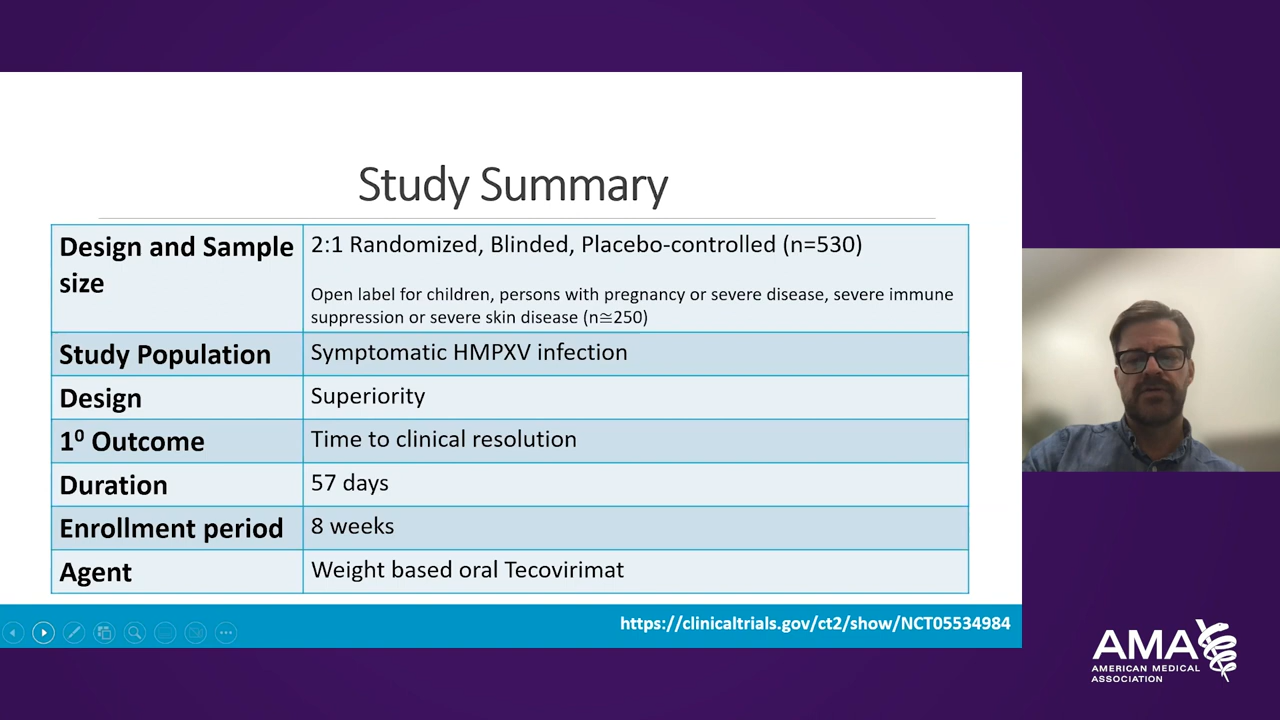 Study Summary
Design and Sample
size
2:1 Randomized, Blinded, Placebo-controlled (n=530)
Open label for children, persons with pregnancy or severe disease, severe immune
suppression or severe skin disease (n≅250)
Study Population
Symptomatic HMPXV infection
Design
Superiority
1⁰ Outcome
Time to clinical resolution
Duration
57 days
Enrollment period
8 weeks
Agent
Weight based oral Tecovirimat
https://clinicaltrials.gov/ct2/show/NCT05534984
AMA
AMERICAN MEDICAL
ASSOCIATION